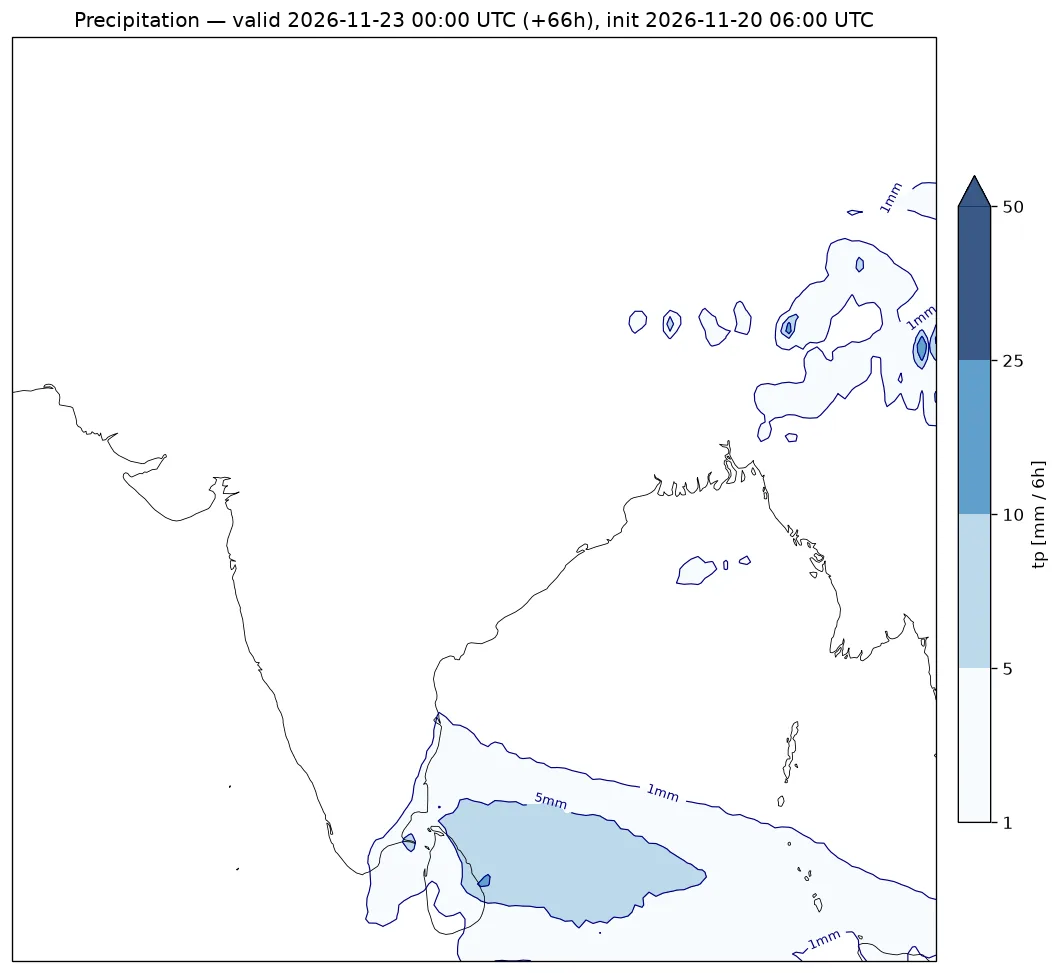 Precipitation — valid 2026-11-23 00:00 UTC (+66h), init 2026-11-20 06:00 UTC
1mm
50
1mm
25
tp [mm / 6h]
10
5
1mm
5mm
1
1mm